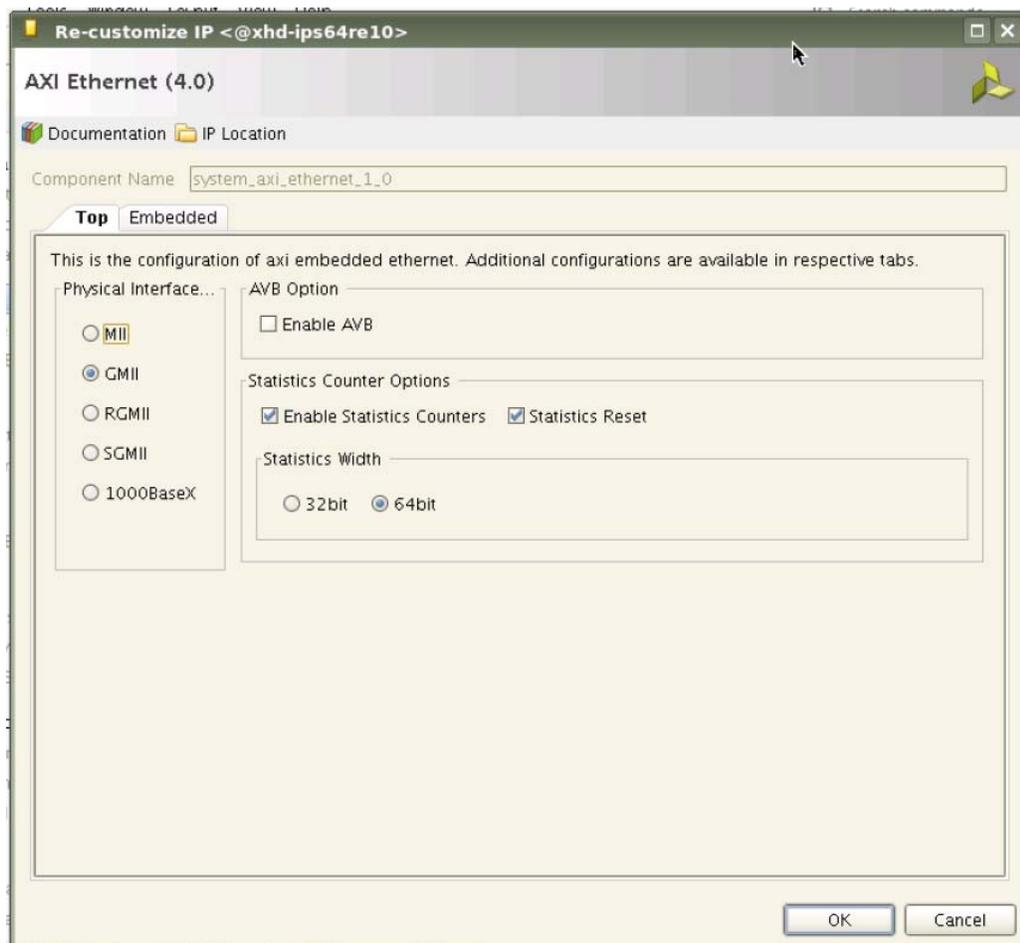 Re-customize IP <@xhd-ips64re10>
AXI Ethernet (4.0)
Documentation IP Location
Component Name system_axi_ethernet_1_0
Top Embedded
This is the configuration of axi embedded ethernet. Additional configurations are available in respective tabs.
Physical Interface...
MII
GMII
RGMII
SGMII
1000BaseX
AVB Option
Enable AVB
Statistics Counter Options
Enable Statistics Counters Statistics Reset
Statistics Width
32bit 64bit
OK Cancel